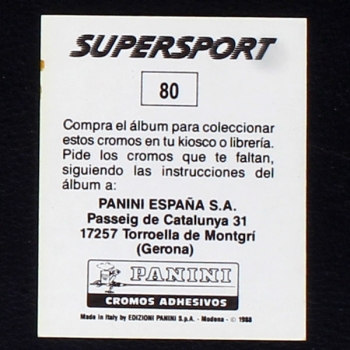 SUPERSPORT
80
Compra el álbum para coleccionar
estos cromos en tu kiosco o librería.
Pide los cromos que te faltan,
siguiendo las instrucciones del
álbum a:
PANINI ESPAÑA S.A.
Passeig de Catalunya 31
17257 Torroella de Montgrí
(Gerona)
PANINI
CROMOS ADHESIVOS
Made in Italy by EDIZIONI PANINI S.p.A. - Modena - © 1988